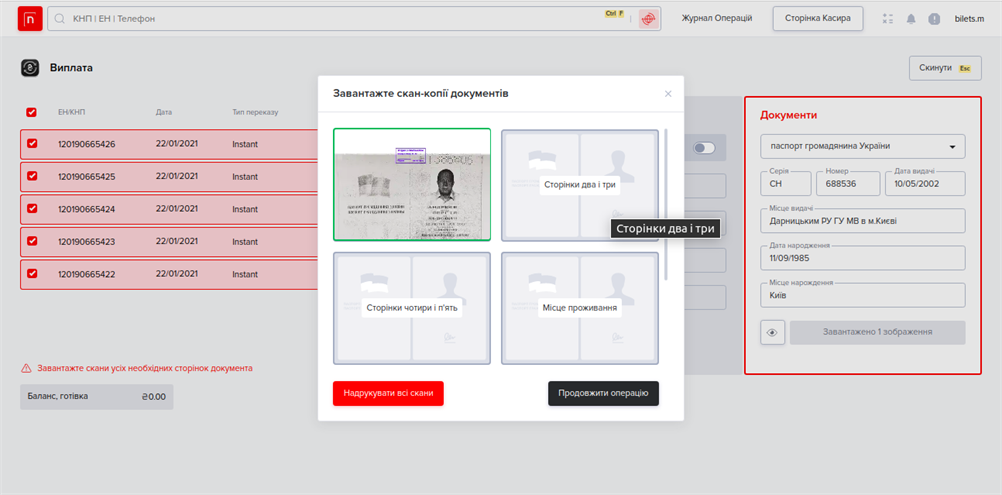 КНП | ЕН | Телефон
Ctrl F
Журнал Операцій
Сторінка Касира
bilets.m
Виплата
Скинути Esc
ЕН/КНП Дата Тип переказу
120190665426 22/01/2021 Instant
120190665425 22/01/2021 Instant
120190665424 22/01/2021 Instant
120190665423 22/01/2021 Instant
120190665422 22/01/2021 Instant
Завантажте скани усіх необхідних сторінок документа
Баланс, готівка ₴0.00
Завантажте скан-копії документів
Сторінки два і три
Сторінки два і три
Сторінки чотири і п'ять
Місце проживання
Надрукувати всі скани
Продовжити операцію
Документи
паспорт громадянина України
Серія
СН
Номер
688536
Дата видачі
10/05/2002
Місце видачі
Дарницьким РУ ГУ МВ в м.Києві
Дата народження
11/09/1985
Місце нарождення
Київ
Завантажено 1 зображення